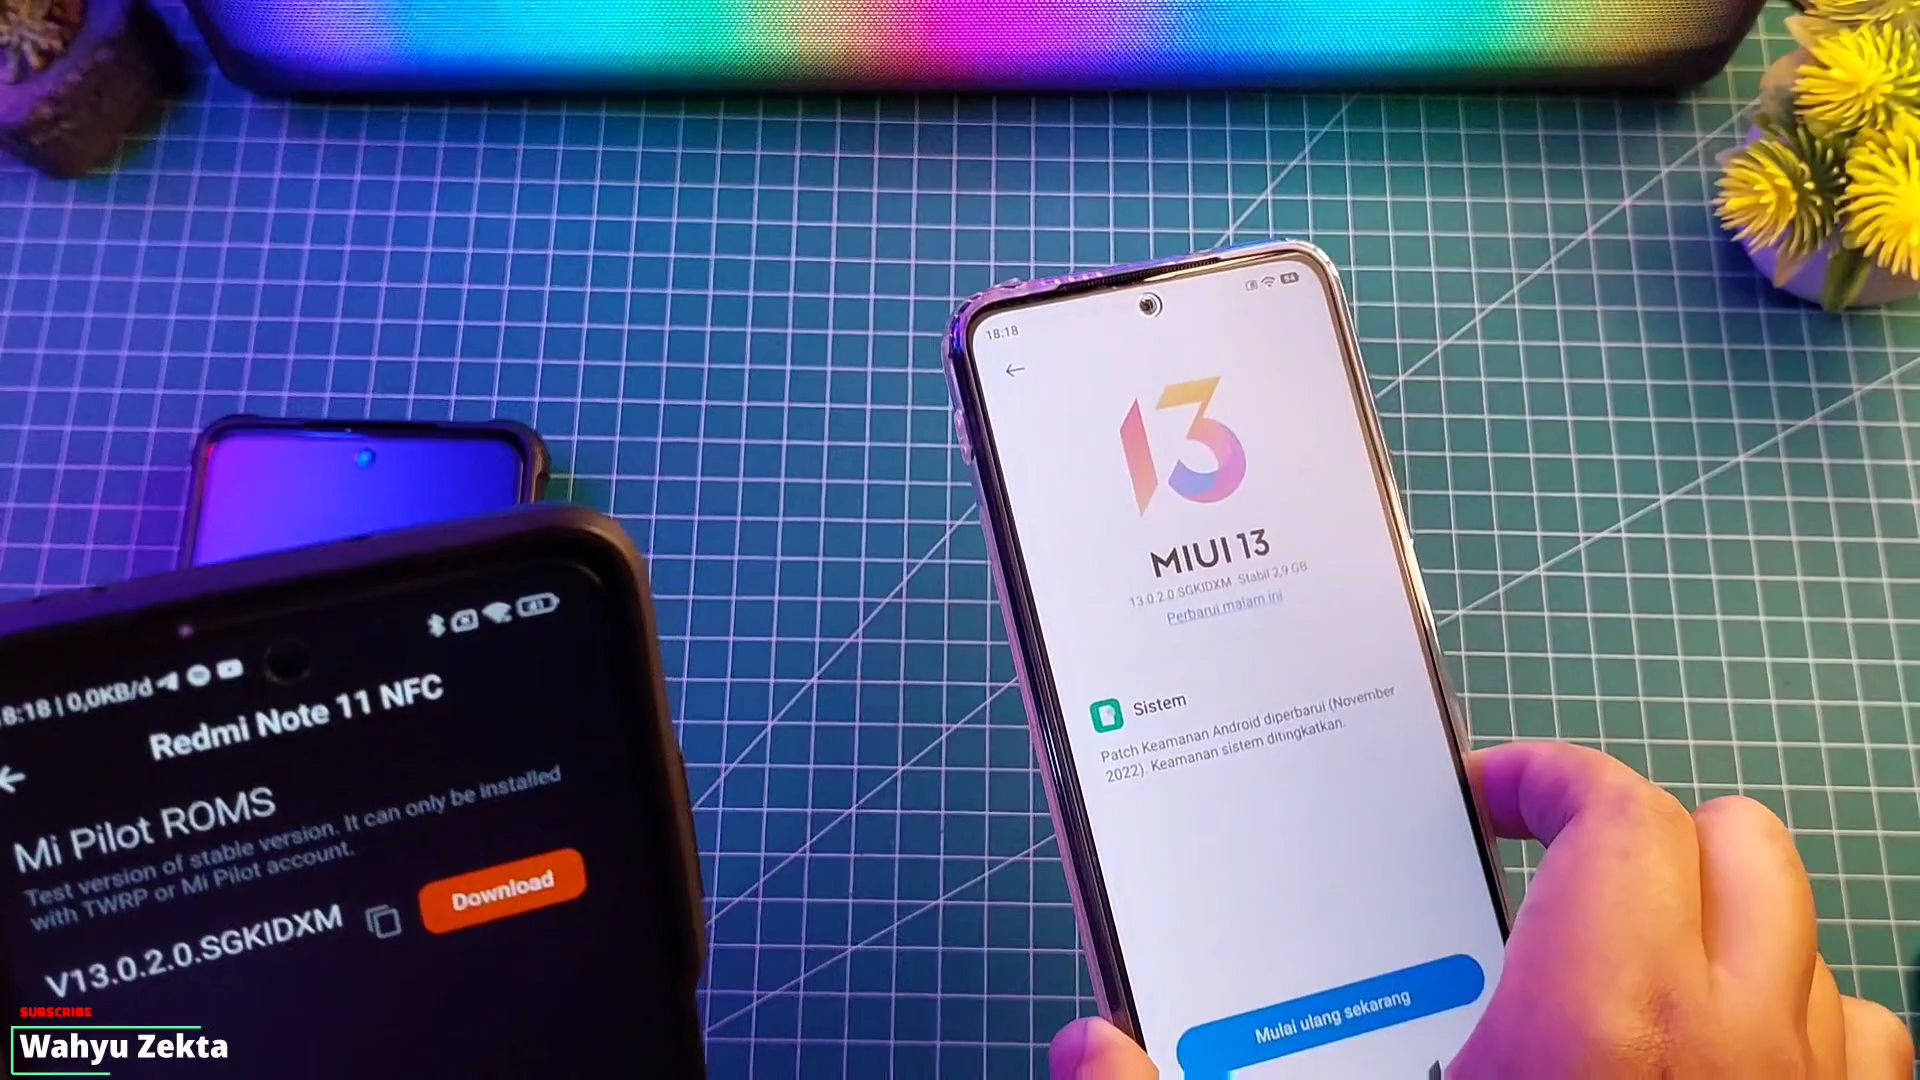 8:18 | 0,0KB/d
Redmi Note 11 NFC
Mi Pilot ROMS
Test version of stable version. It can only be installed
with TWRP or Mi Pilot account.
V13.0.2.0.SGKIDXM
Download
SUBSCRIBE
Wahyu Zekta
18:18
13
MIUI 13
13.0.2.0.SGKIDXM Stabil 2,9 GB
Perbarui malam ini
Sistem
Patch Keamanan Android diperbarui (November
2022). Keamanan sistem ditingkatkan.
Mulai ulang sekarang